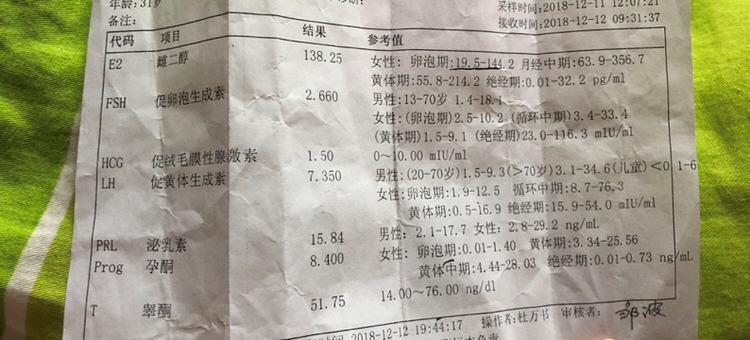 年龄:31岁
采样时间:2018-12-11 12:07:21
备注:
接收时间:2018-12-12 09:31:37
代码 项目 结果 参考值
E2 雌二醇 138.25 女性: 卵泡期:19.5-144.2 月经中期:63.9-356.7
黄体期:55.8-214.2 绝经期:0.01-32.2 pg/ml
FSH 促卵泡生成素 2.660 男性:13-70岁 1.4-18.1
女性:(卵泡期)2.5-10.2 (循环中期)3.4-33.4
(黄体期)1.5-9.1 (绝经期)23.0-116.3 mIU/ml
HCG 促绒毛膜性腺激素 1.50 0~10.00 mIU/ml
LH 促黄体生成素 7.350 男性:(20-70岁)1.5-9.3(>70岁)3.1-34.6(儿童)<0.1-6
女性:卵泡期:1.9-12.5 循环中期:8.7-76.3
黄体期:0.5-16.9 绝经期:15.9-54.0 mIU/ml
PRL 泌乳素 15.84 男性: 2.1-17.7 女性: 2.8-29.2 ng/mL
Prog 孕酮 8.400 女性: 卵泡期:0.01-1.40 黄体期:3.34-25.56
黄体中期:4.44-28.03 绝经期:0.01-0.73 ng/mL
T 睾酮 51.75 14.00~76.00 ng/dl
2018-12-12 19:44:17 操作者:杜万书 审核者: 邹波